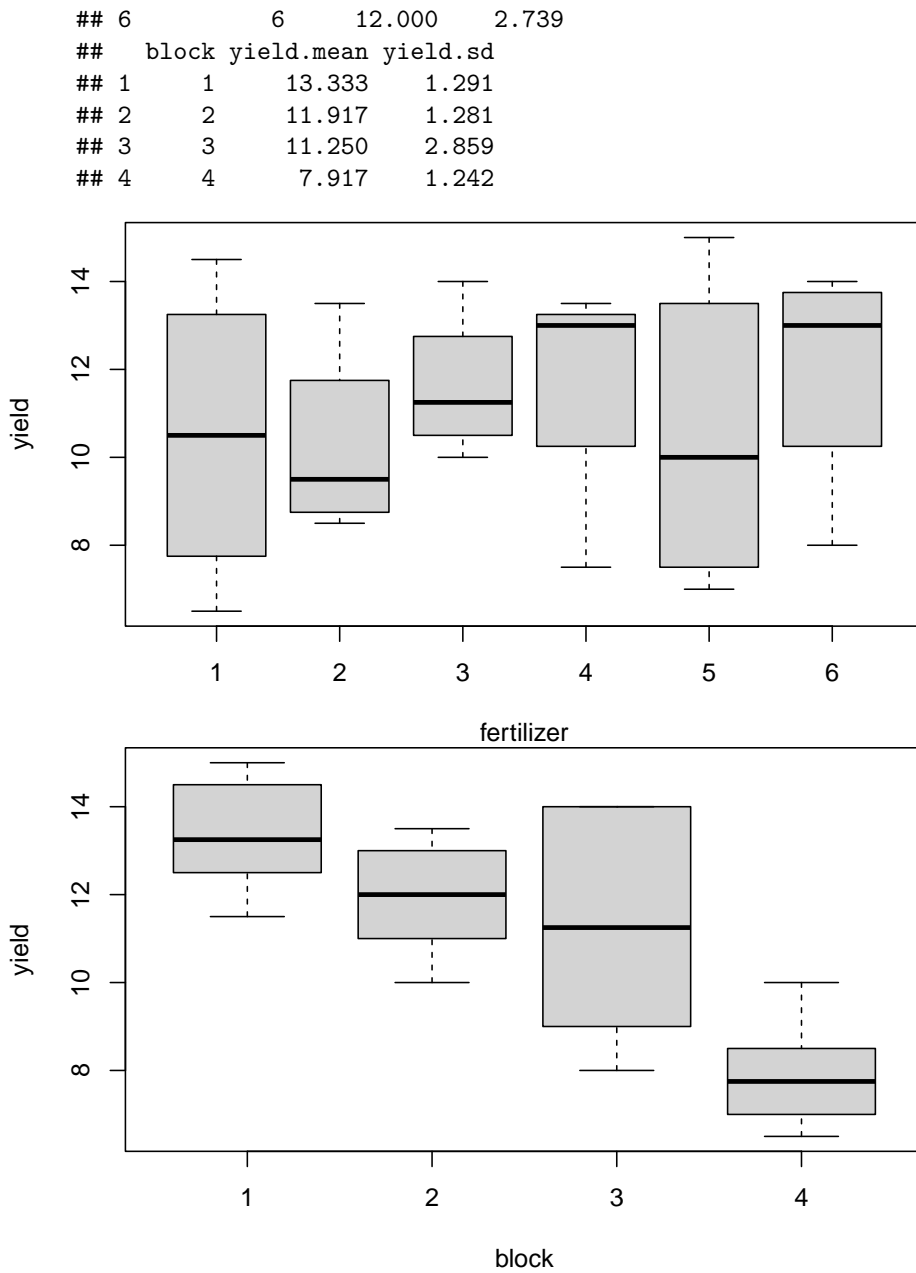 ## 6 6 12.000 2.739
## block yield.mean yield.sd
## 1 1 13.333 1.291
## 2 2 11.917 1.281
## 3 3 11.250 2.859
## 4 4 7.917 1.242
14
12
10
8
yield
1 2 3 4 5 6
fertilizer
14
12
10
8
yield
1 2 3 4
block